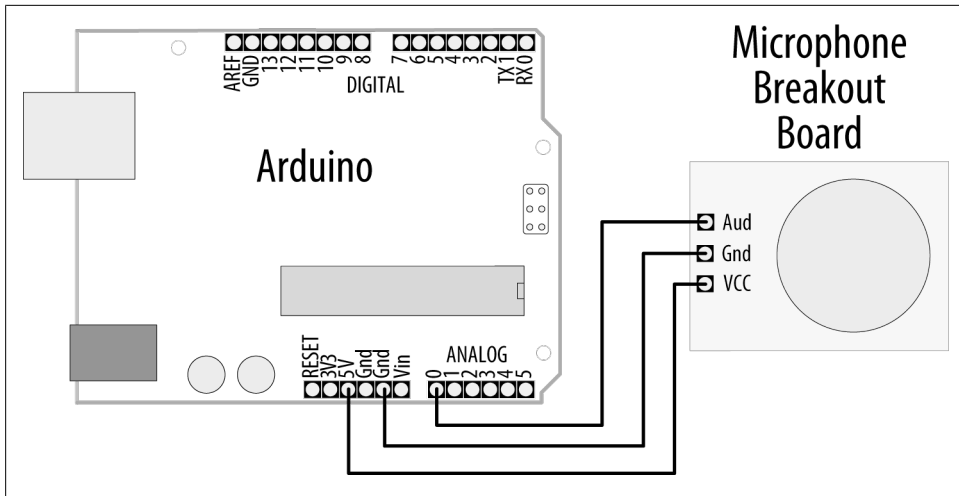 Microphone
Breakout
Board
AREF
GND
13
12
11
10
9
8
7
6
5
4
3
2
TX 1
RX 0
DIGITAL
Arduino
Aud
Gnd
VCC
RESET
3V3
5V
Gnd
Gnd
Vin
ANALOG
0
1
2
3
4
5